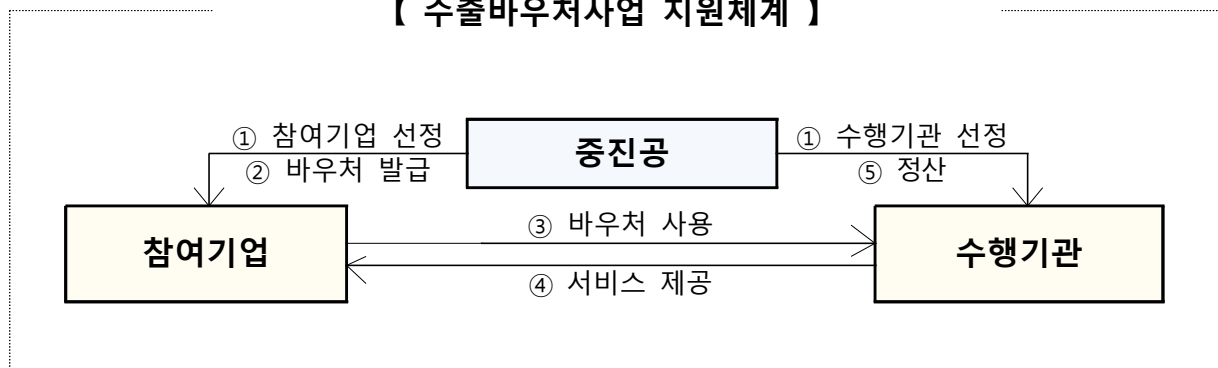 【 수출바우처사업 지원체계 】
① 참여기업 선정
② 바우처 발급
중진공
① 수행기관 선정
⑤ 정산
참여기업
③ 바우처 사용
④ 서비스 제공
수행기관